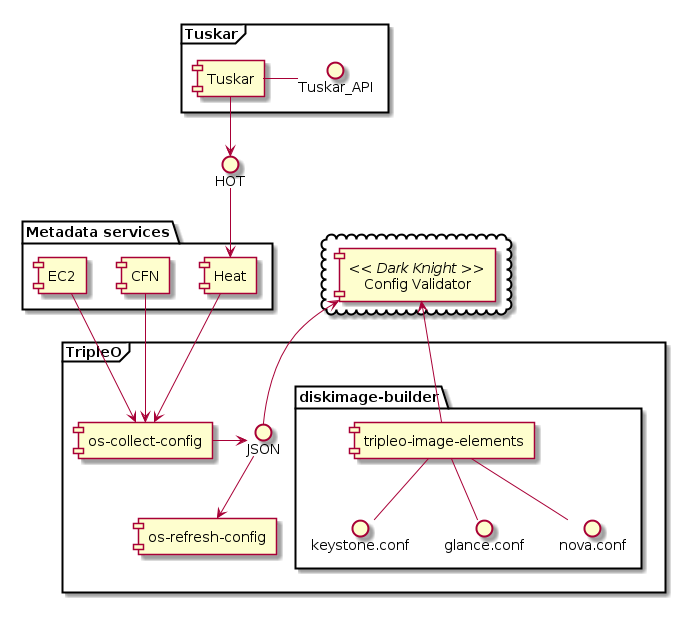 Tuskar
Tuskar
Tuskar_API
HOT
Metadata services
EC2
CFN
Heat
<< Dark Knight >>
Config Validator
TripleO
diskimage-builder
os-collect-config
JSON
tripleo-image-elements
os-refresh-config
keystone.conf
glance.conf
nova.conf